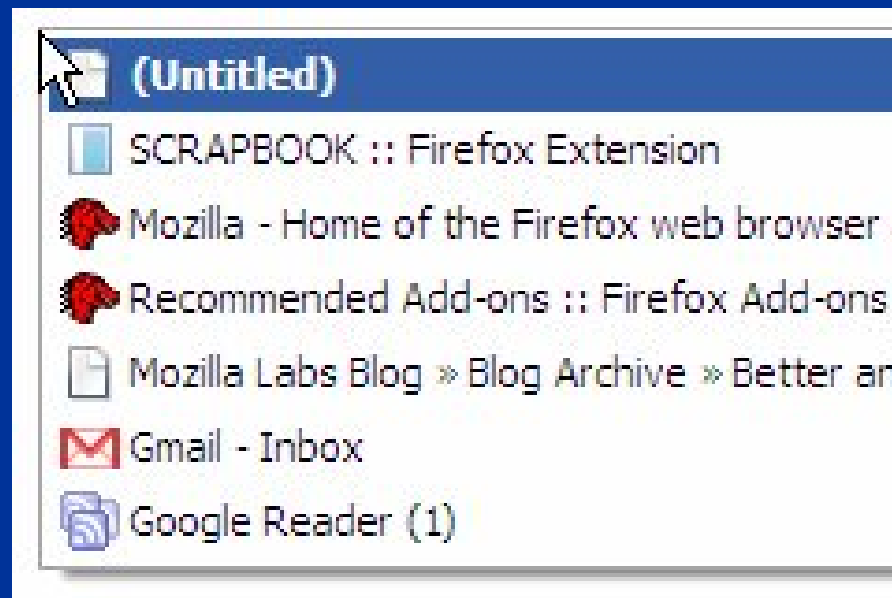 (Untitled)
SCRAPBOOK :: Firefox Extension
Mozilla - Home of the Firefox web browser
Recommended Add-ons :: Firefox Add-ons
Mozilla Labs Blog » Blog Archive » Better an
Gmail - Inbox
Google Reader (1)